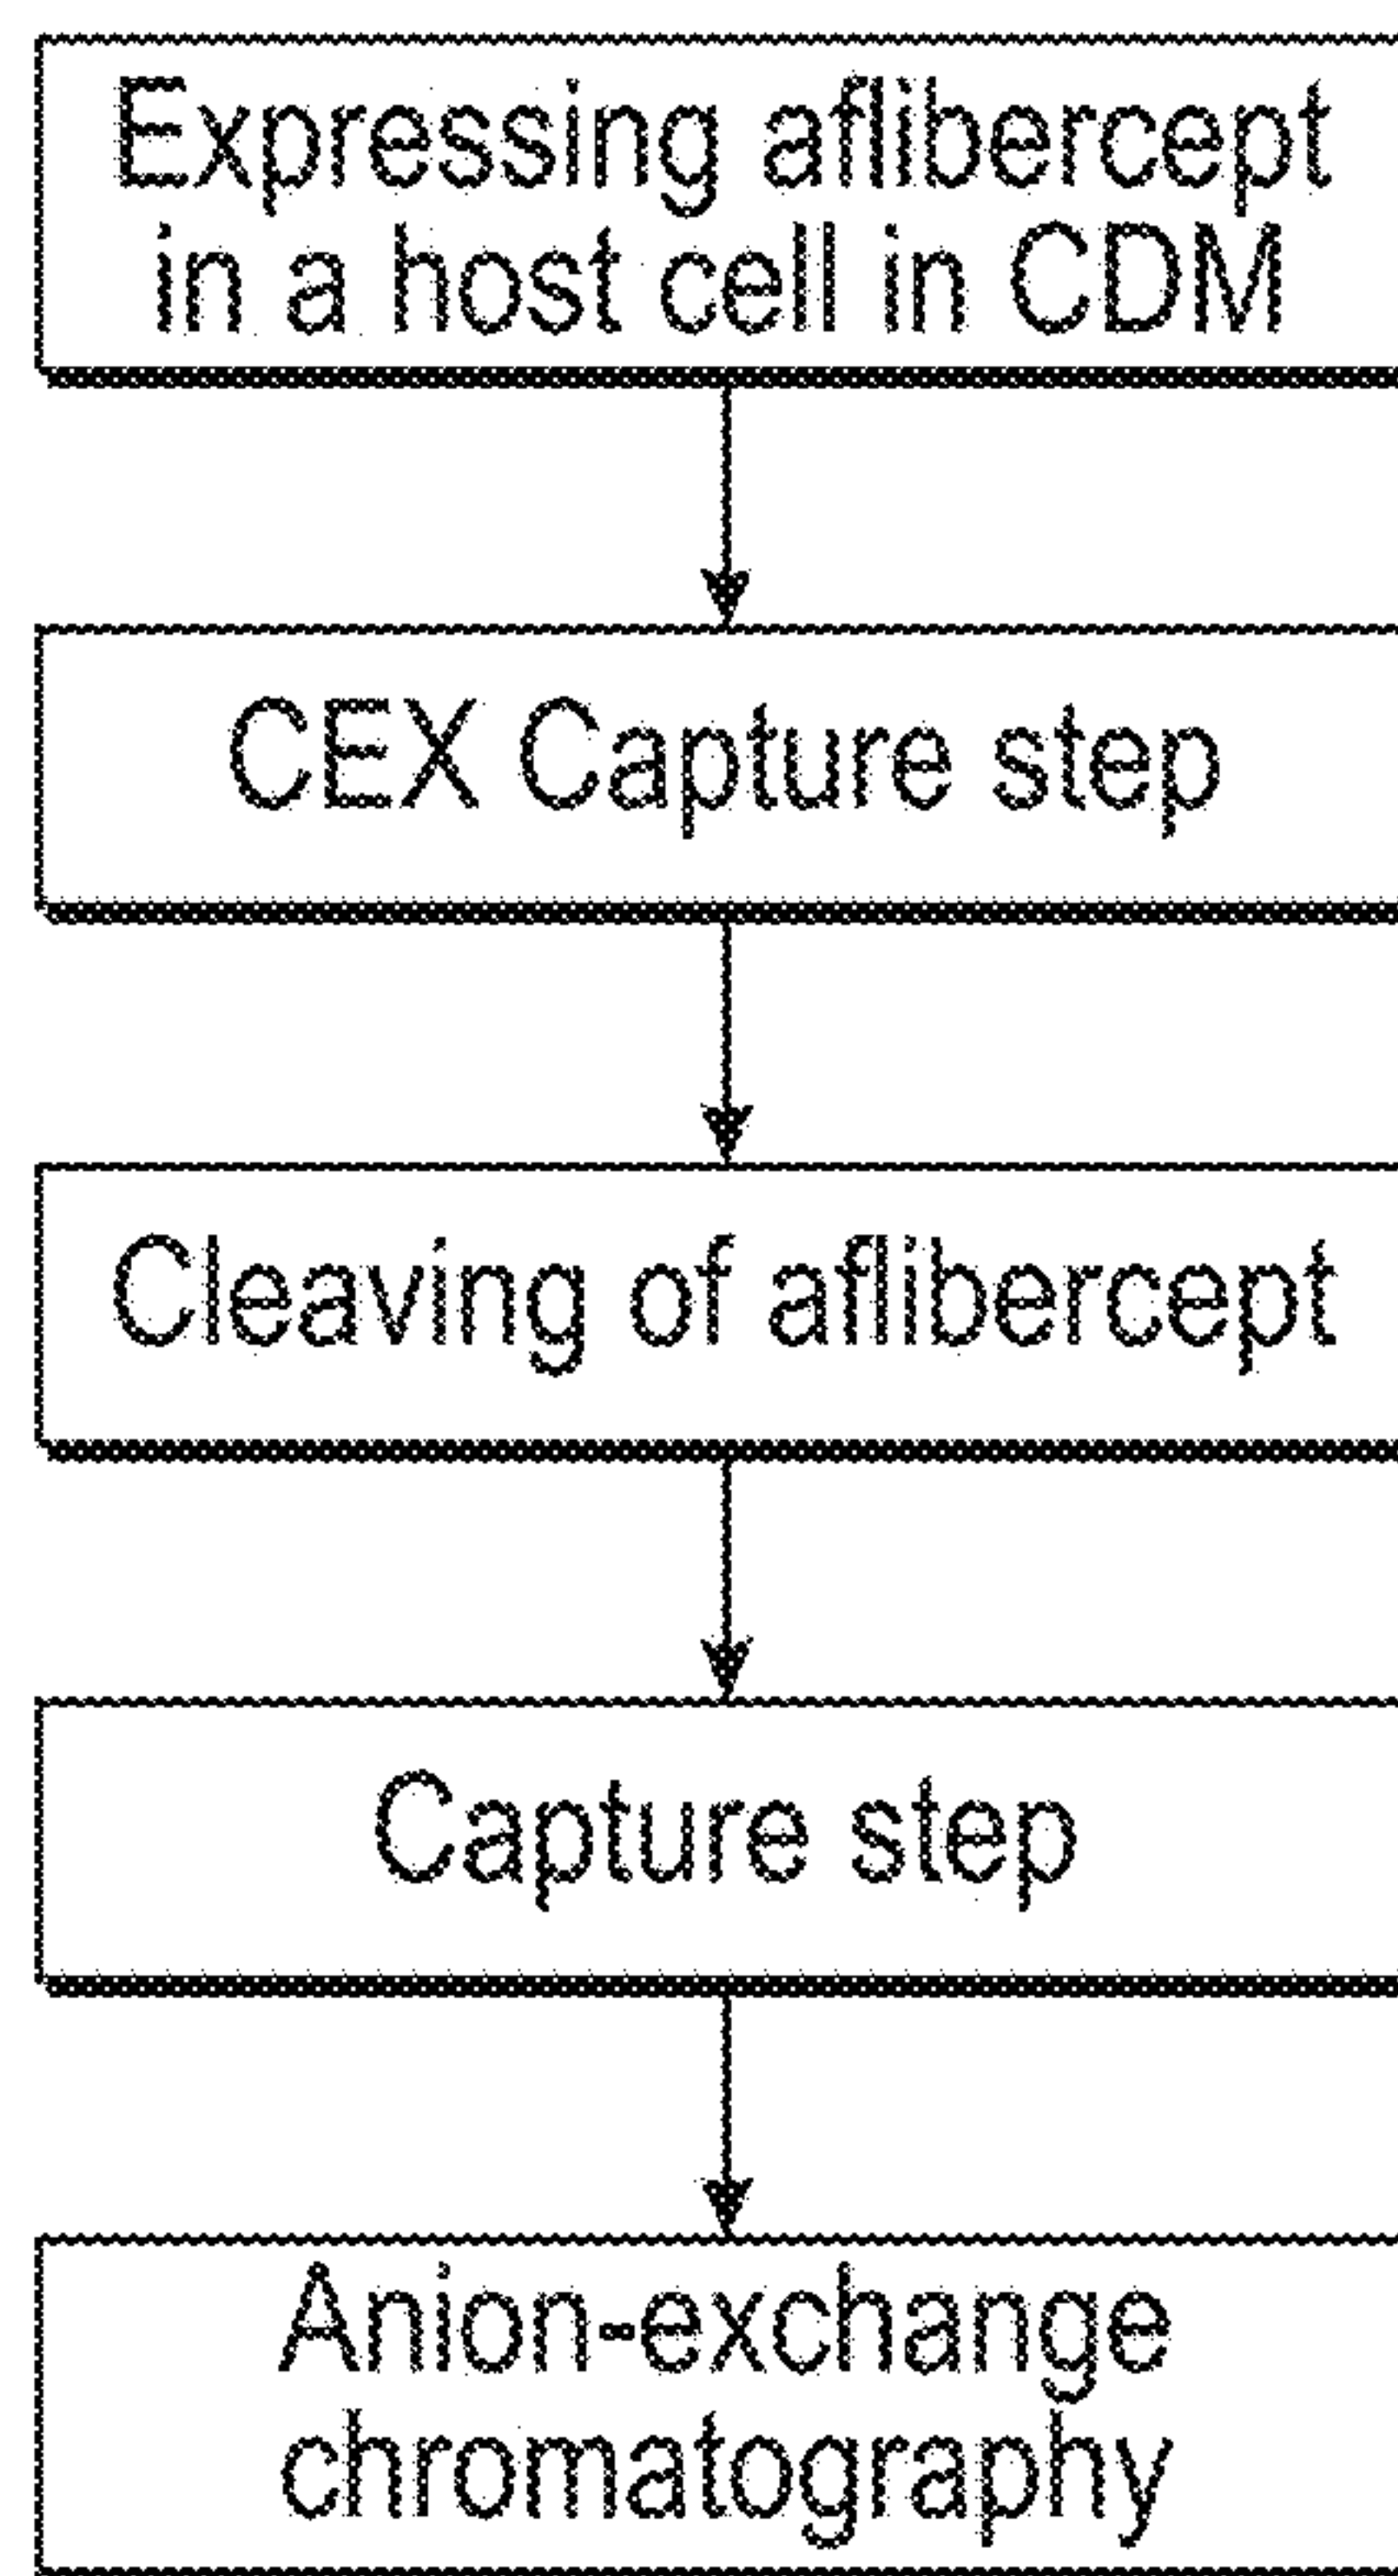 Expressing aflibercept
in a host cell in CDM
CEX Capture step
Cleaving of aflibercept
Capture step
Anion-exchange
chromatography